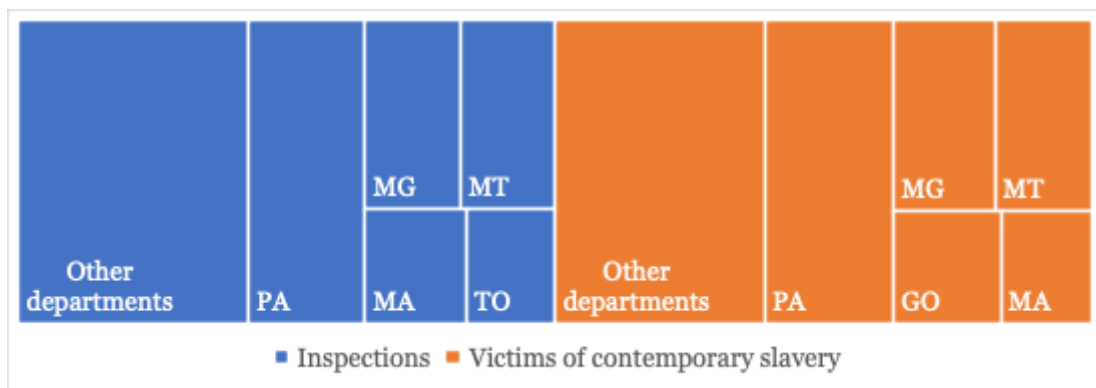 MG MT MG MT
Other departments PA MA TO Other departments PA GO MA
Inspections Victims of contemporary slavery